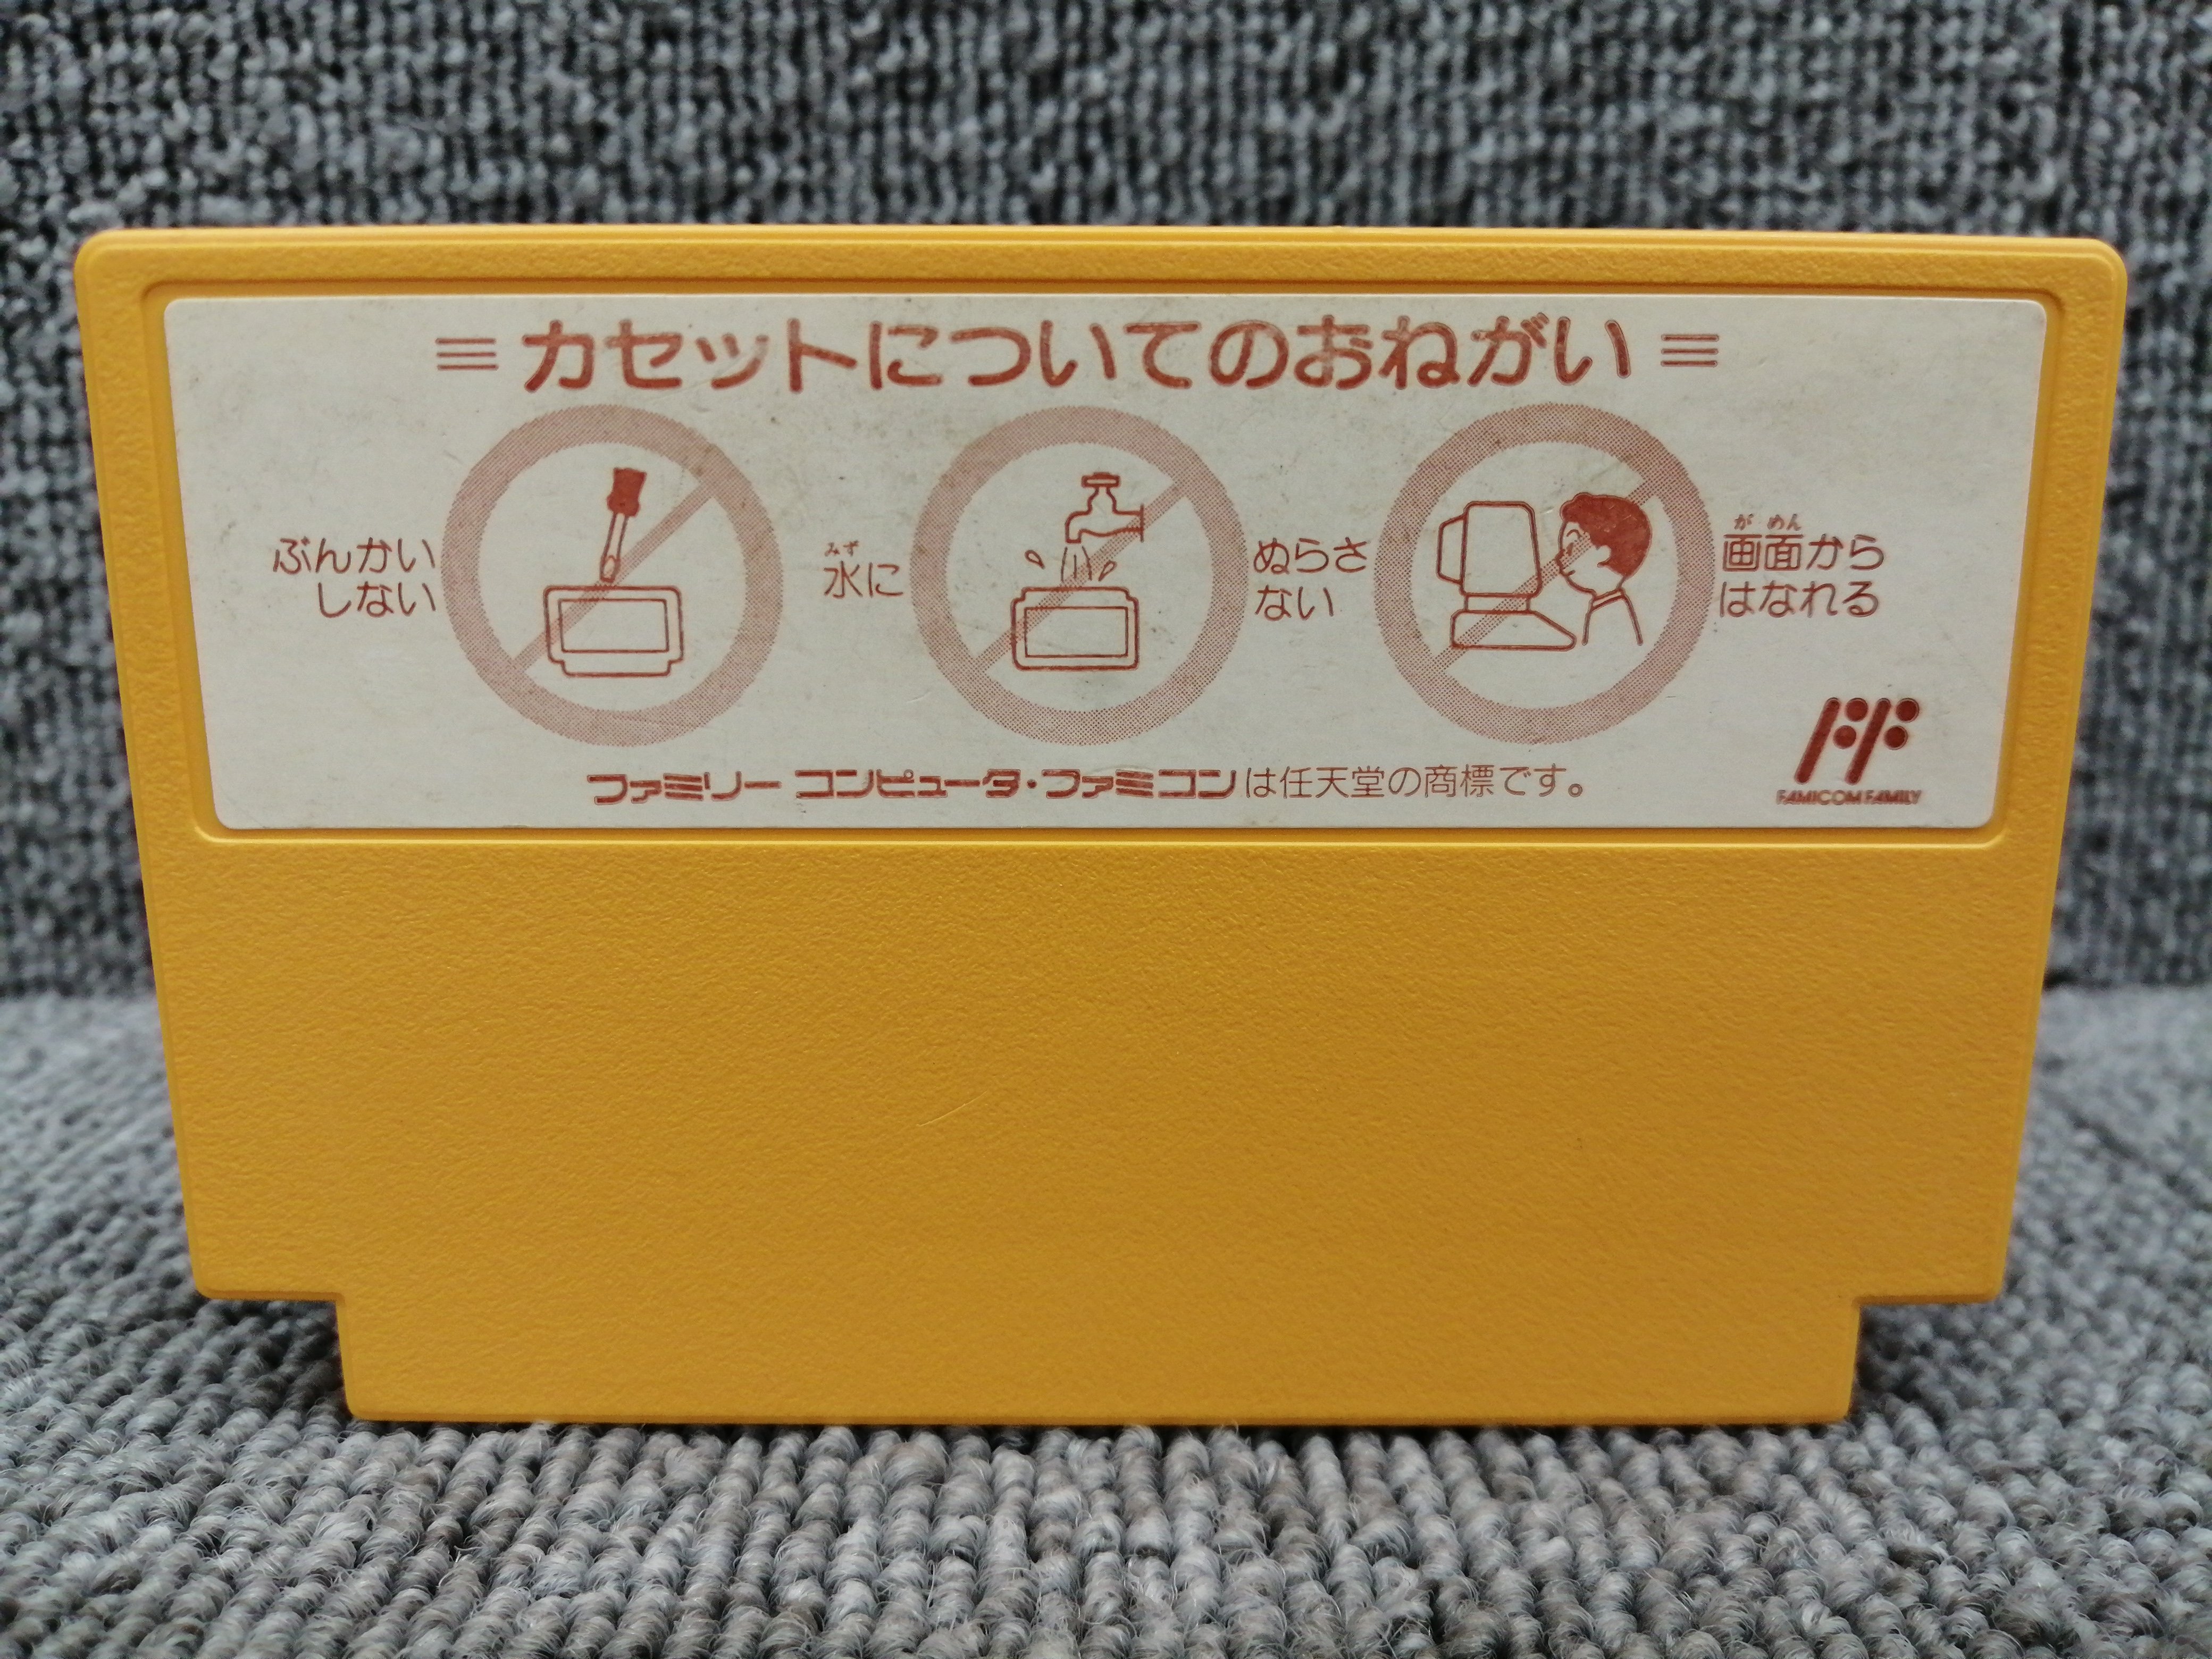 カセットについてのおねがい
ぶんかい
しない
みず
水に
ぬらさ
ない
が めん
画面から
はなれる
ファミリー コンピュータ・ファミコンは任天堂の商標です。
FAMICOM FAMILY